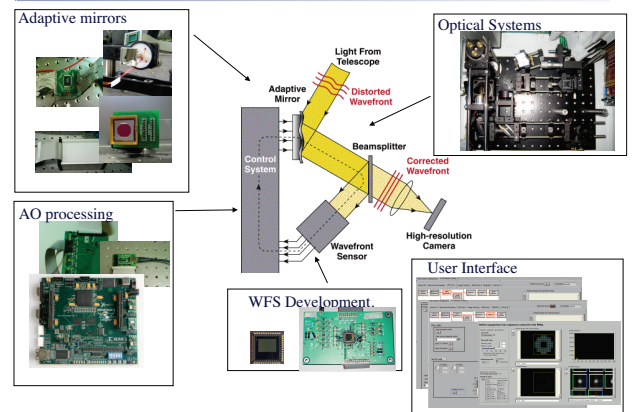 Adaptive mirrors
Optical Systems
Light From
Telescope
Adaptive
Mirror
Distorted
Wavefront
Beamsplitter
Control
System
Corrected
Wavefront
AO processing
Wavefront
Sensor
High-resolution
Camera
WFS Development.
User Interface
XILINX